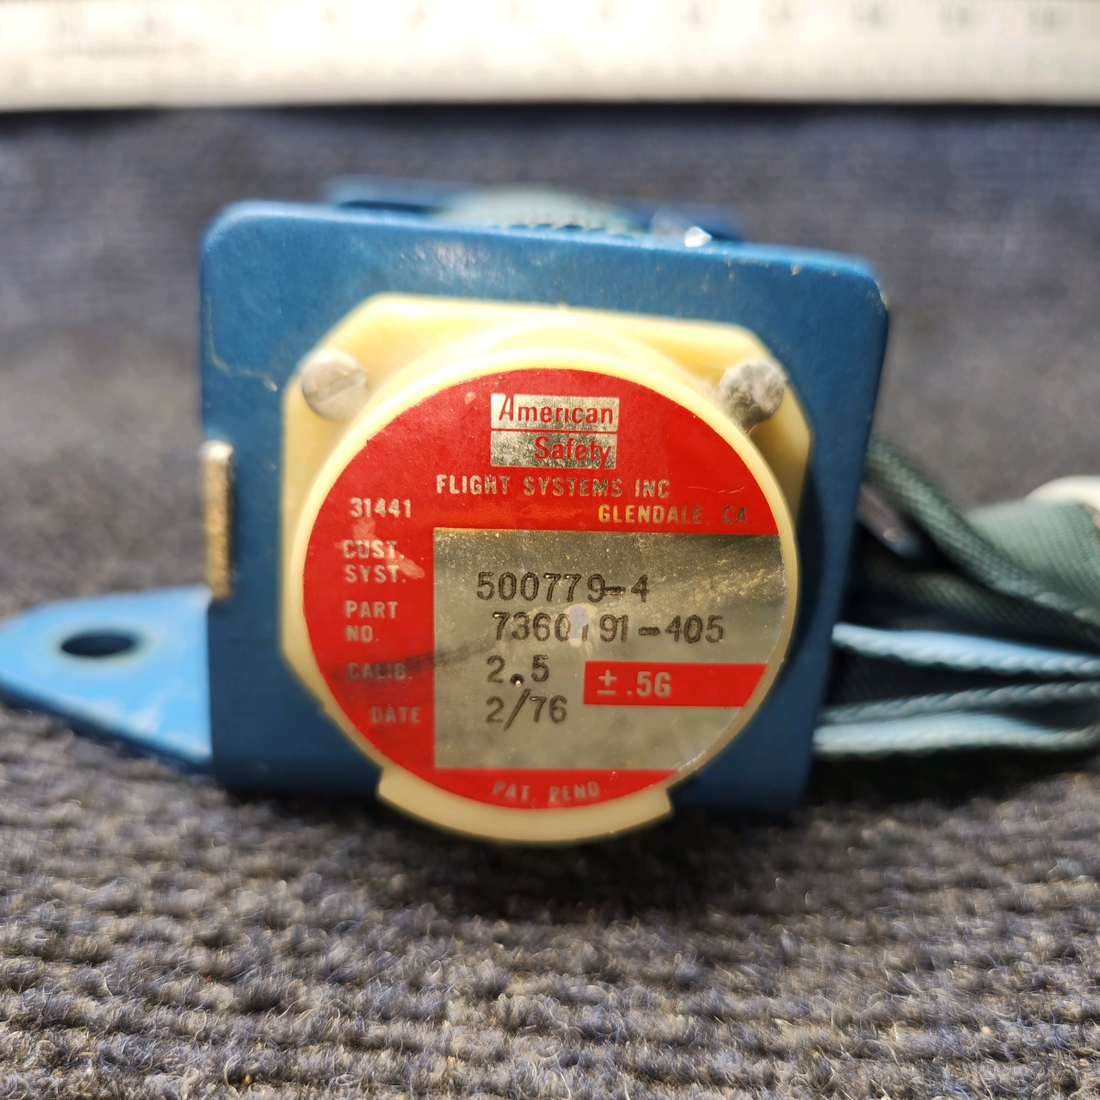 American
Safety
FLIGHT SYSTEMS INC
31441 GLENDALE CA
CUST. 500779-4
SYST.
PART 
NO. -405
CALIB. 2.5 ± .5G
DATE 2/76
PAT. PEND